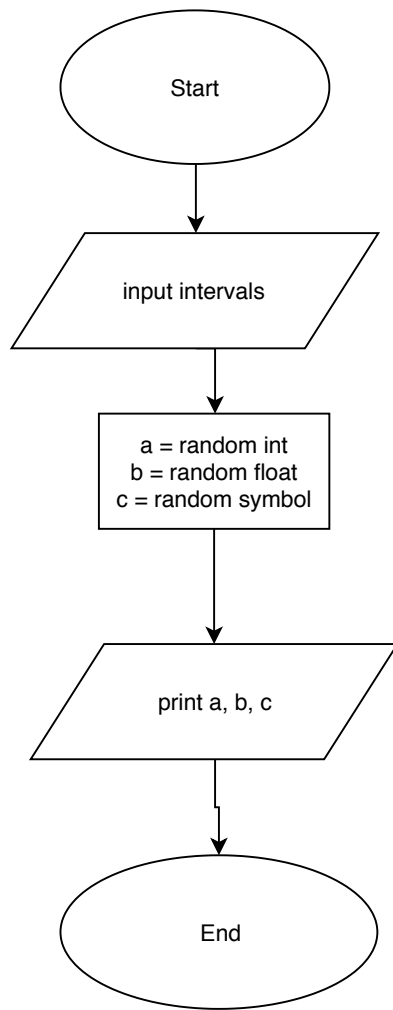 Start
input intervals
a = random int
b = random float
c = random symbol
print a, b, c
End